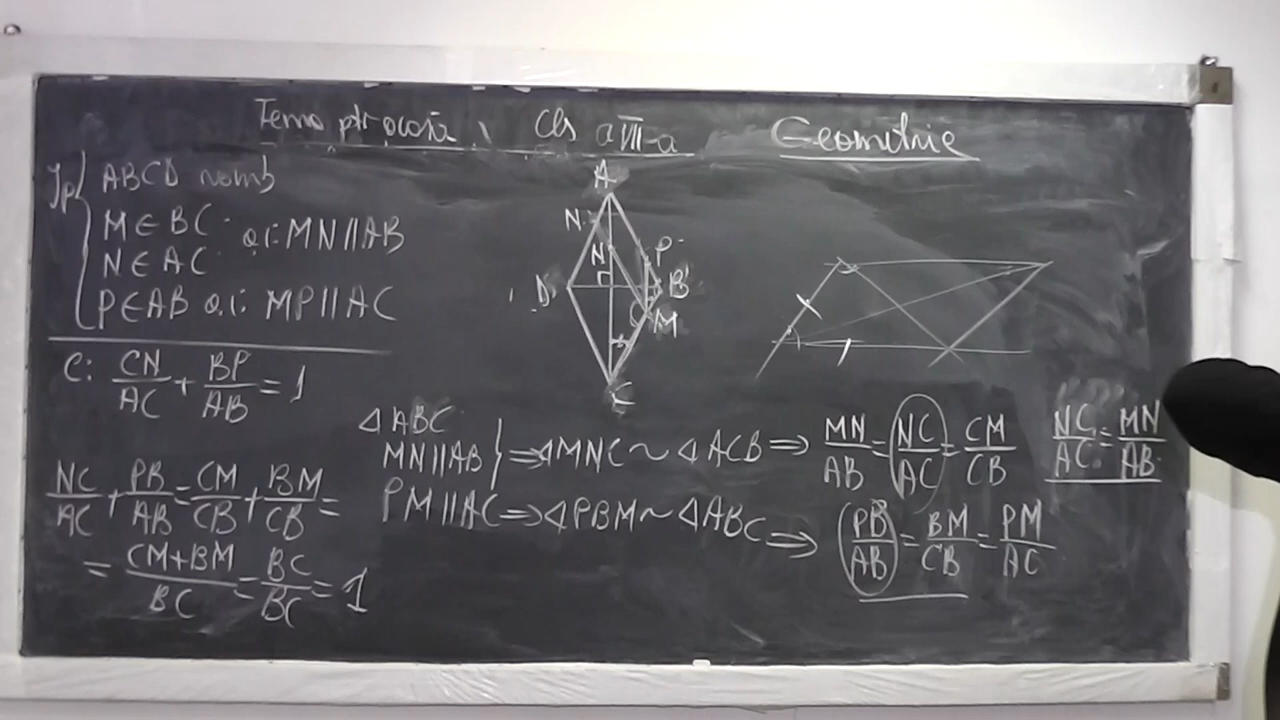 Tema ptr acasă, cls a VII-a Geometrie
Ip
ABCD romb
M∈BC
a.î. MN∥AB
N∈AC
P∈AB a.î. MP∥AC
C: CN/AC + BP/AB = 1
NC/AC + PB/AB = CM/CB + BM/CB =
= CM+BM/BC = BC/BC = 1
A
N
N
P
D
B
M
C
△ABC
MN∥AB
⇒ △MNC ~ △ACB ⇒ MN/AB = NC/AC = CM/CB
NC/AC = MN/AB
PM∥AC ⇒ △PBM ~ △ABC ⇒ PB/AB = BM/CB = PM/AC